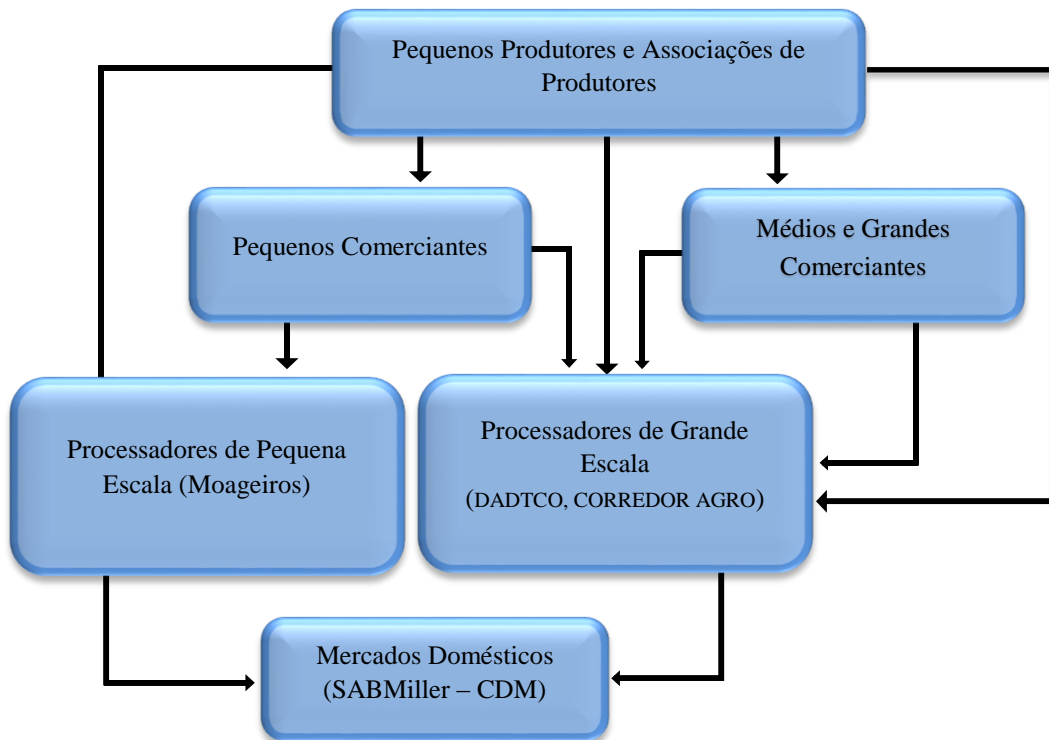 Pequenos Produtores e Associações de
Produtores
Pequenos Comerciantes
Médios e Grandes
Comerciantes
Processadores de Pequena
Escala (Moageiros)
Processadores de Grande
Escala
(DADTCO, CORREDOR AGRO)
Mercados Domésticos
(SABMiller – CDM)